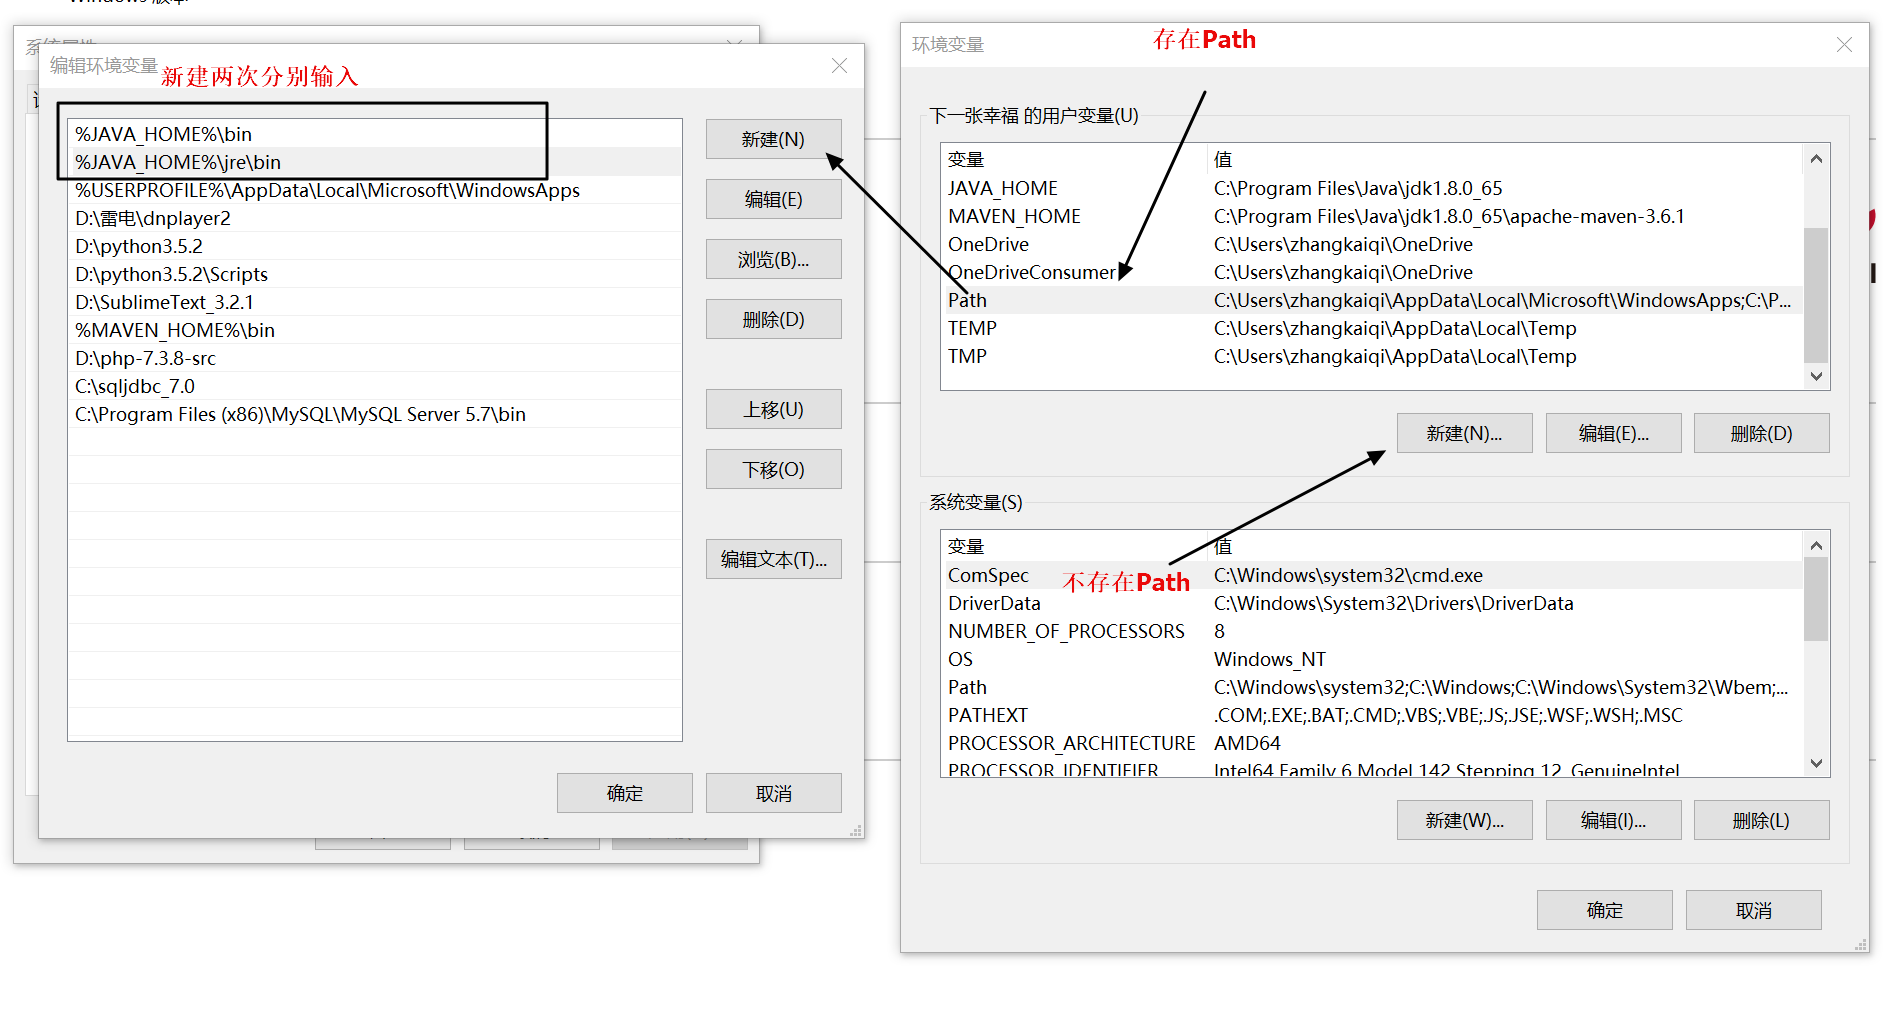 编辑环境变量
新建两次分别输入
%JAVA_HOME%\bin
%JAVA_HOME%\jre\bin
%USERPROFILE%\AppData\Local\Microsoft\WindowsApps
D:\雷电\dnplayer2
D:\python3.5.2
D:\python3.5.2\Scripts
D:\SublimeText_3.2.1
%MAVEN_HOME%\bin
D:\php-7.3.8-src
C:\sqljdbc_7.0
C:\Program Files (x86)\MySQL\MySQL Server 5.7\bin
新建(N)
编辑(E)
浏览(B)...
删除(D)
上移(U)
下移(O)
编辑文本(T)...
确定
取消
环境变量
存在Path
下一张幸福 的用户变量(U)
变量 值
JAVA_HOME C:\Program Files\Java\jdk1.8.0_65
MAVEN_HOME C:\Program Files\Java\jdk1.8.0_65\apache-maven-3.6.1
OneDrive C:\Users\zhangkaiqi\OneDrive
OneDriveConsumer C:\Users\zhangkaiqi\OneDrive
Path C:\Users\zhangkaiqi\AppData\Local\Microsoft\WindowsApps;C:\P...
TEMP C:\Users\zhangkaiqi\AppData\Local\Temp
TMP C:\Users\zhangkaiqi\AppData\Local\Temp
新建(N)... 编辑(E)... 删除(D)
系统变量(S)
变量 值
ComSpec C:\Windows\system32\cmd.exe
不存在Path
DriverData C:\Windows\System32\Drivers\DriverData
NUMBER_OF_PROCESSORS 8
OS Windows_NT
Path C:\Windows\system32;C:\Windows;C:\Windows\System32\Wbem;...
PATHEXT .COM;.EXE;.BAT;.CMD;.VBS;.VBE;.JS;.JSE;.WSF;.WSH;.MSC
PROCESSOR_ARCHITECTURE AMD64
PROCESSOR_IDENTIFIER Intel64 Family 6 Model 142 Stepping 12, GenuineIntel
新建(W)... 编辑(I)... 删除(L)
确定 取消